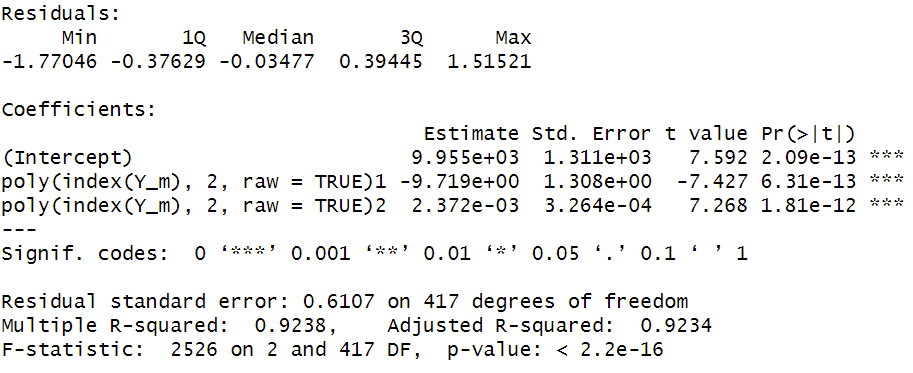 Residuals:
     Min       1Q   Median       3Q      Max
-1.77046 -0.37629 -0.03477  0.39445  1.51521

Coefficients:
                                   Estimate Std. Error t value Pr(>|t|)
(Intercept)                       9.955e+03  1.311e+03   7.592 2.09e-13 ***
poly(index(Y_m), 2, raw = TRUE)1 -9.719e+00  1.308e+00  -7.427 6.31e-13 ***
poly(index(Y_m), 2, raw = TRUE)2  2.372e-03  3.264e-04   7.268 1.81e-12 ***
---
Signif. codes:  0 ‘***’ 0.001 ‘**’ 0.01 ‘*’ 0.05 ‘.’ 0.1 ‘ ’ 1

Residual standard error: 0.6107 on 417 degrees of freedom
Multiple R-squared:  0.9238,    Adjusted R-squared:  0.9234
F-statistic:  2526 on 2 and 417 DF,  p-value: < 2.2e-16